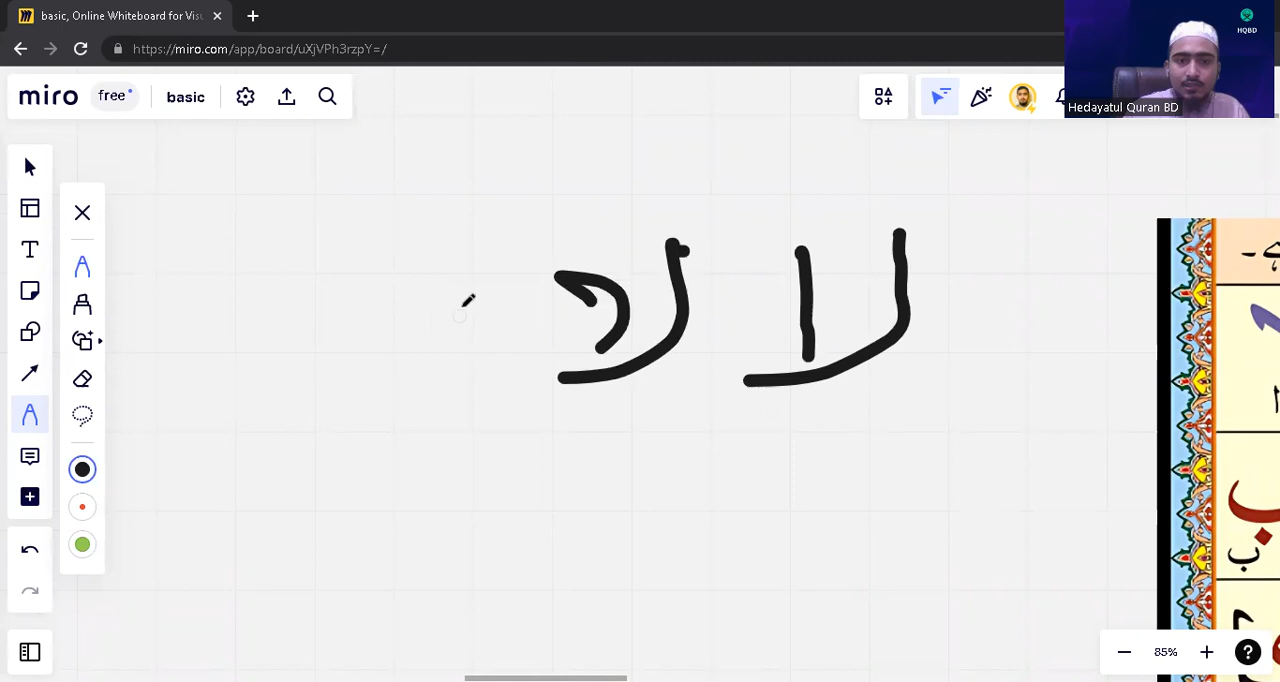 basic, Online Whiteboard for Vis
https://miro.com/app/board/uXjVPh3rzpY=/
miro free basic
HQBD
Hedayatul Quran BD
لا
ب
ب
85%